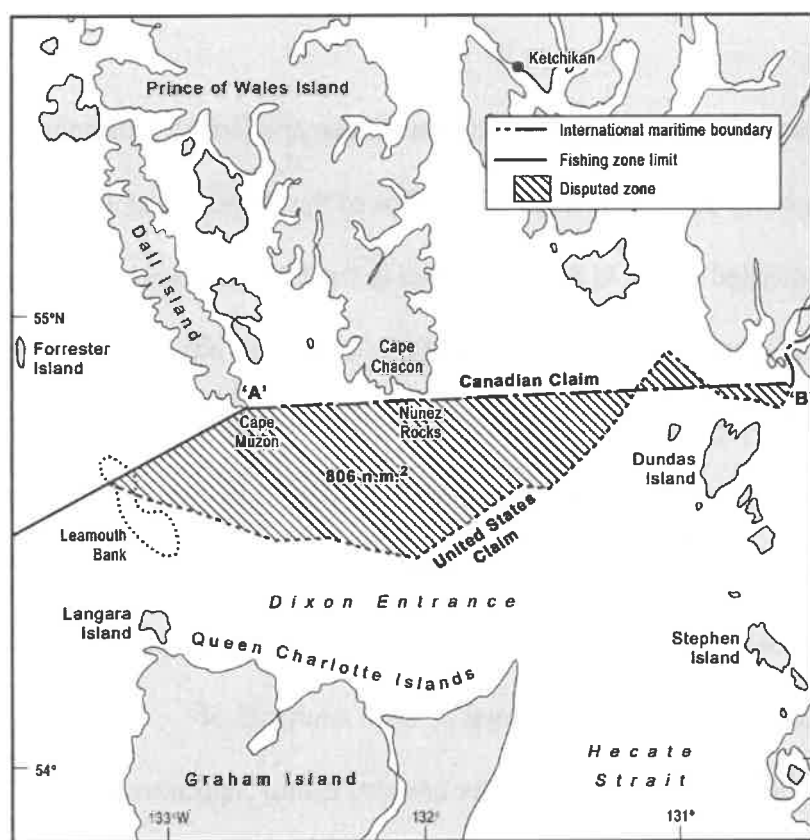 Ketchikan
Prince of Wales Island
International maritime boundary
Fishing zone limit
Disputed zone
Dall Island
55°N
Forrester
Island
Cape
Chacon
Canadian Claim
'A'
'B'
Cape
Muzon
Nunez
Rocks
Dundas
Island
806 n.m.²
Leamouth
Bank
United States
Claim
Dixon Entrance
Langara
Island
Queen Charlotte Islands
Stephen
Island
Hecate
Strait
54°
Graham Island
133°W
132°
131°